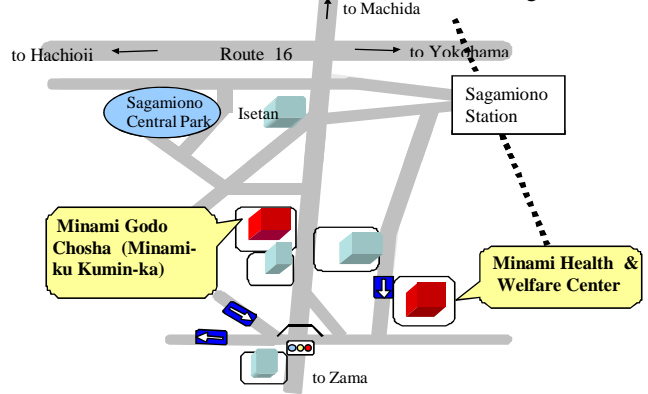 to Machida
to Hachioji
Route 16
to Yokohama
Sagamiono
Central Park
Isetan
Sagamiono
Station
Minami Godo
Chosha (Minami-
ku Kumin-ka)
Minami Health &
Welfare Center
to Zama